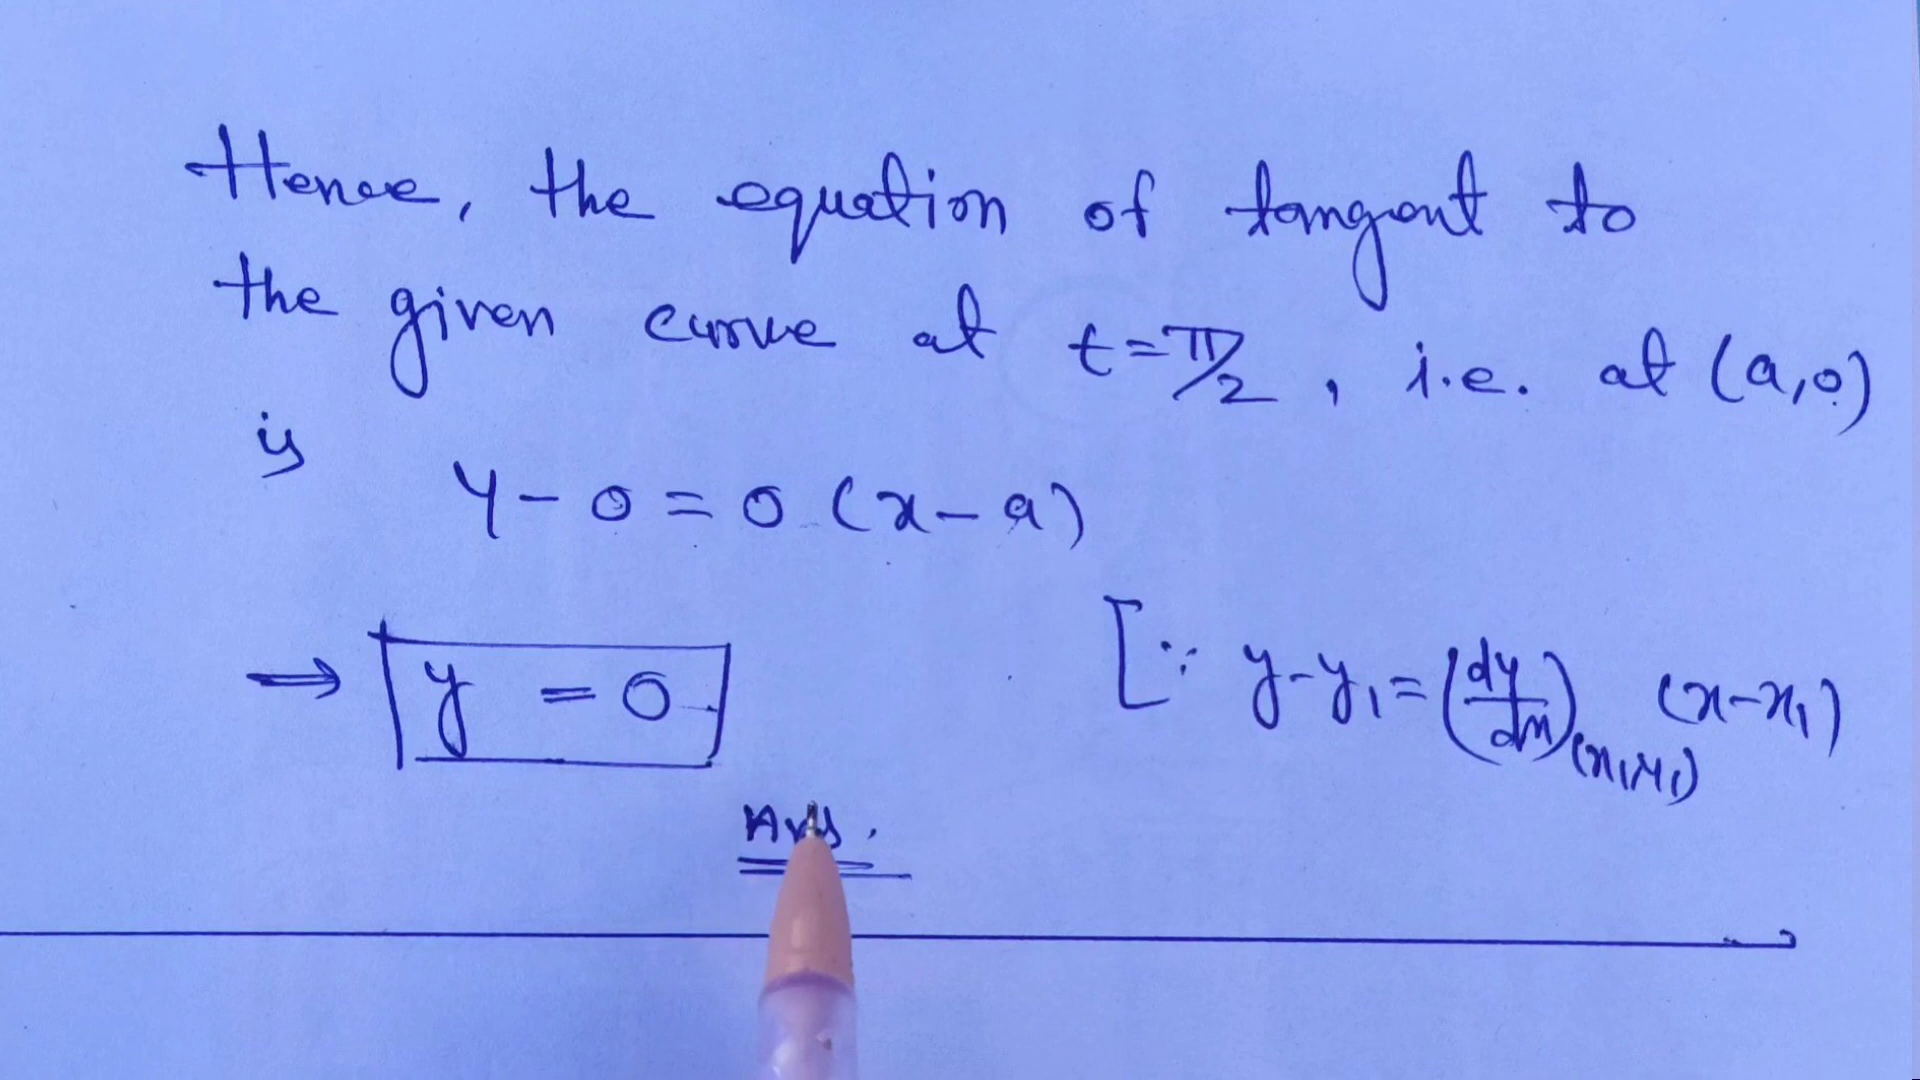 Hence, the equation of tangent to
the given curve at t=π/2, i.e. at (a,0)
is
y-0=0(x-a)
⇒ y = 0
[∵ y-y₁=(dy/dx)(x₁,y₁) (x-x₁)
Ans.